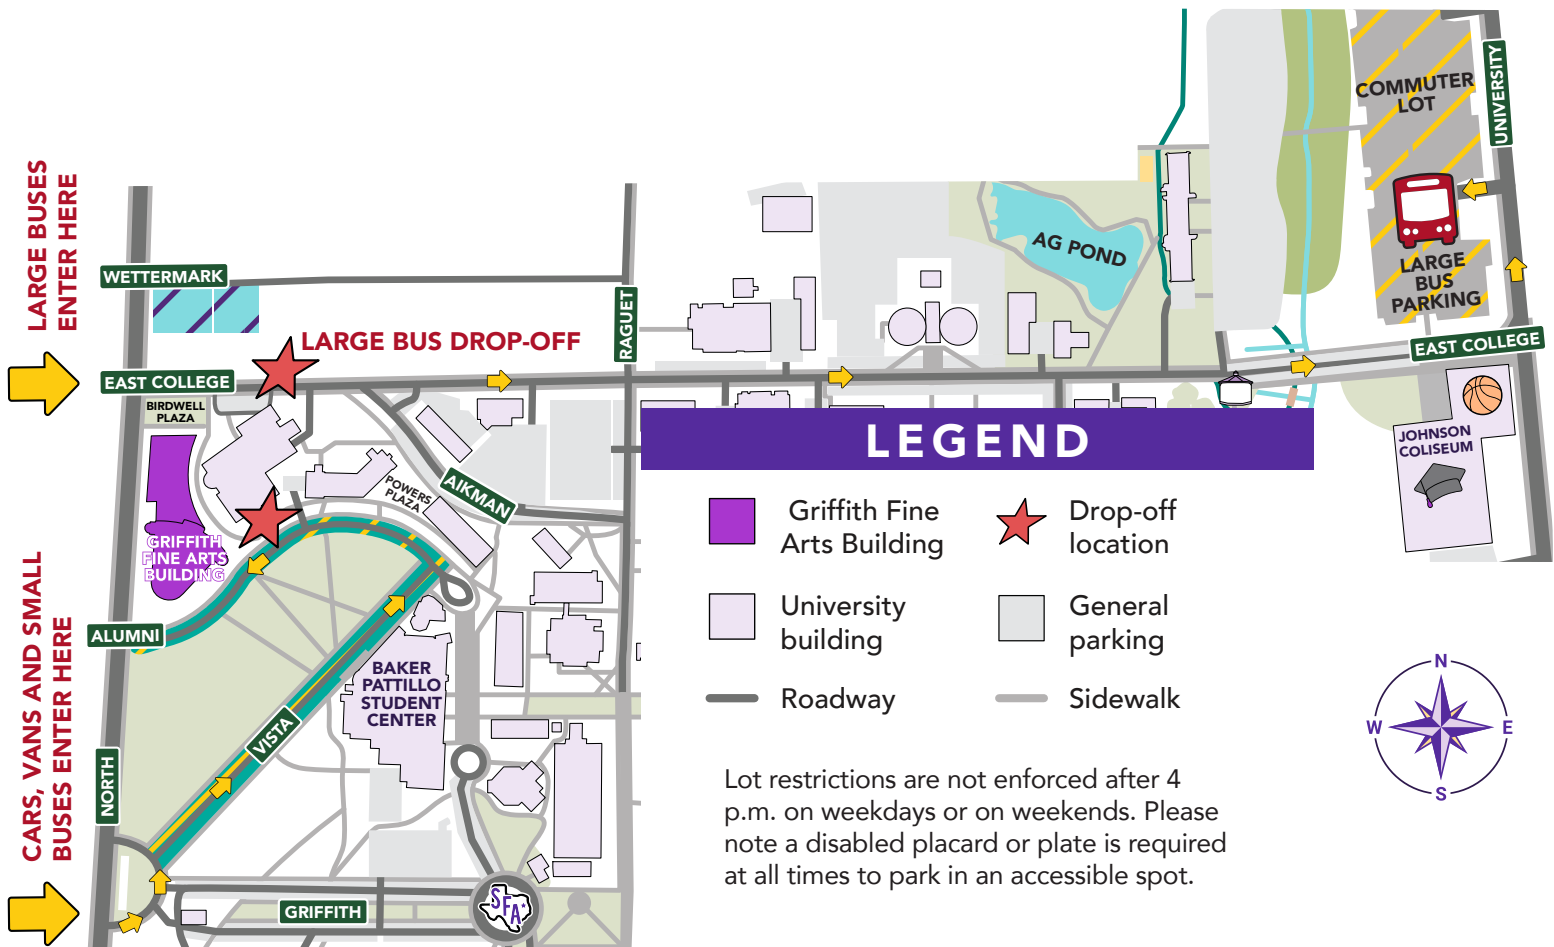 LARGE BUSES
ENTER HERE
WETTERMARK
LARGE BUS DROP-OFF
EAST COLLEGE
BIRDWELL
PLAZA
RAGUET
AG POND
COMMUTER
LOT
UNIVERSITY
LARGE
BUS
PARKING
EAST COLLEGE
JOHNSON
COLISEUM
AIKMAN
POWERS
PLAZA
GRIFFITH
FINE ARTS
BUILDING
ALUMNI
CARS, VANS AND SMALL
BUSES ENTER HERE
BAKER
PATTILLO
STUDENT
CENTER
VISTA
NORTH
GRIFFITH
SFA
LEGEND
Griffith Fine
Arts Building
Drop-off
location
University
building
General
parking
Roadway
Sidewalk
Lot restrictions are not enforced after 4
p.m. on weekdays or on weekends. Please
note a disabled placard or plate is required
at all times to park in an accessible spot.
N
W
E
S